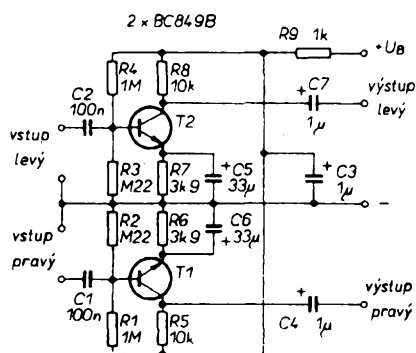 2 x BC849B
R9 1k
+UB
R4
1M
R8
10k
C7
1µ
výstup
levý
C2
100n
T2
vstup
levý
R3
M22
R7
3k9
C5
33µ
C3
1µ
R2
M22
R6
3k9
C6
33µ
vstup
pravý
T1
C1
100n
výstup
pravý
R1
1M
R5
10k
C4
1µ